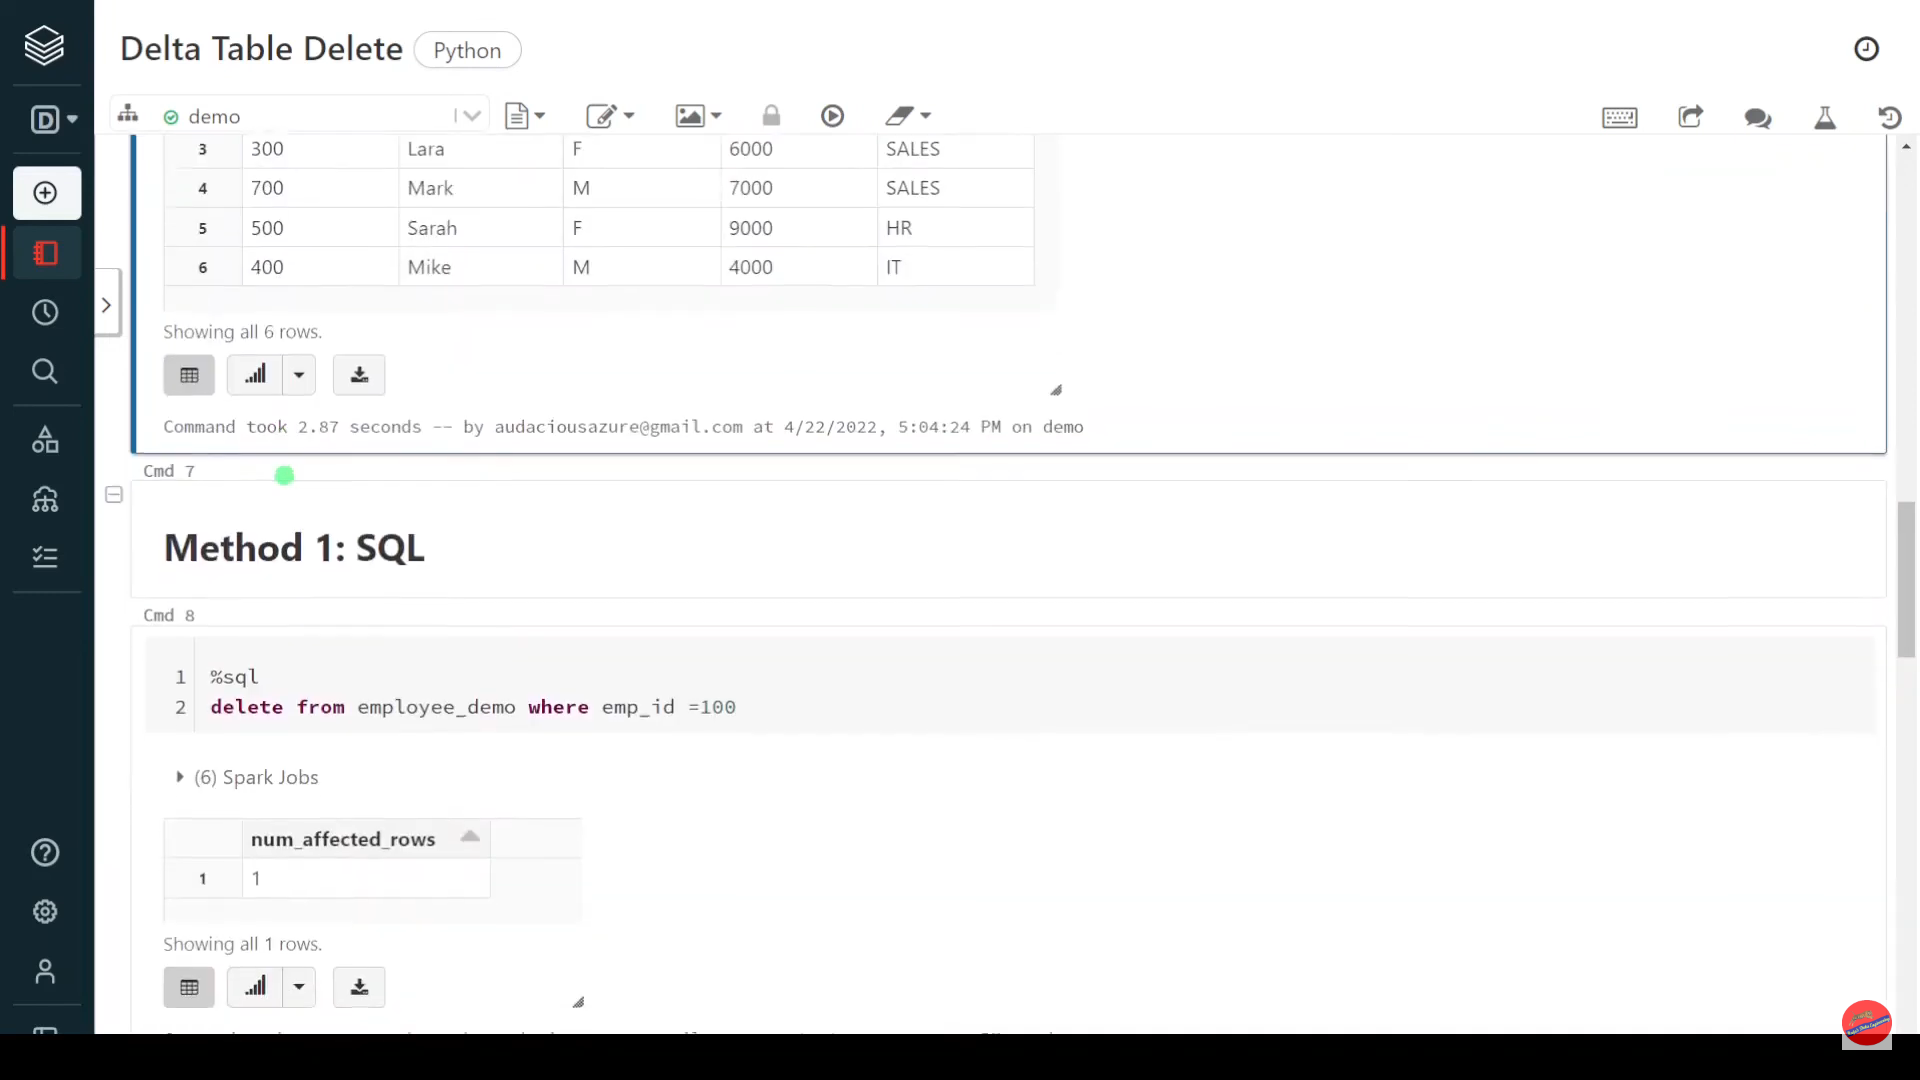 Delta Table Delete Python
demo
3 300 Lara F 6000 SALES
4 700 Mark M 7000 SALES
5 500 Sarah F 9000 HR
6 400 Mike M 4000 IT
Showing all 6 rows.
Command took 2.87 seconds -- by audaciousazure@gmail.com at 4/22/2022, 5:04:24 PM on demo
Cmd 7
Method 1: SQL
Cmd 8
1 %sql
2 delete from employee_demo where emp_id =100
(6) Spark Jobs
num_affected_rows
1 1
Showing all 1 rows.